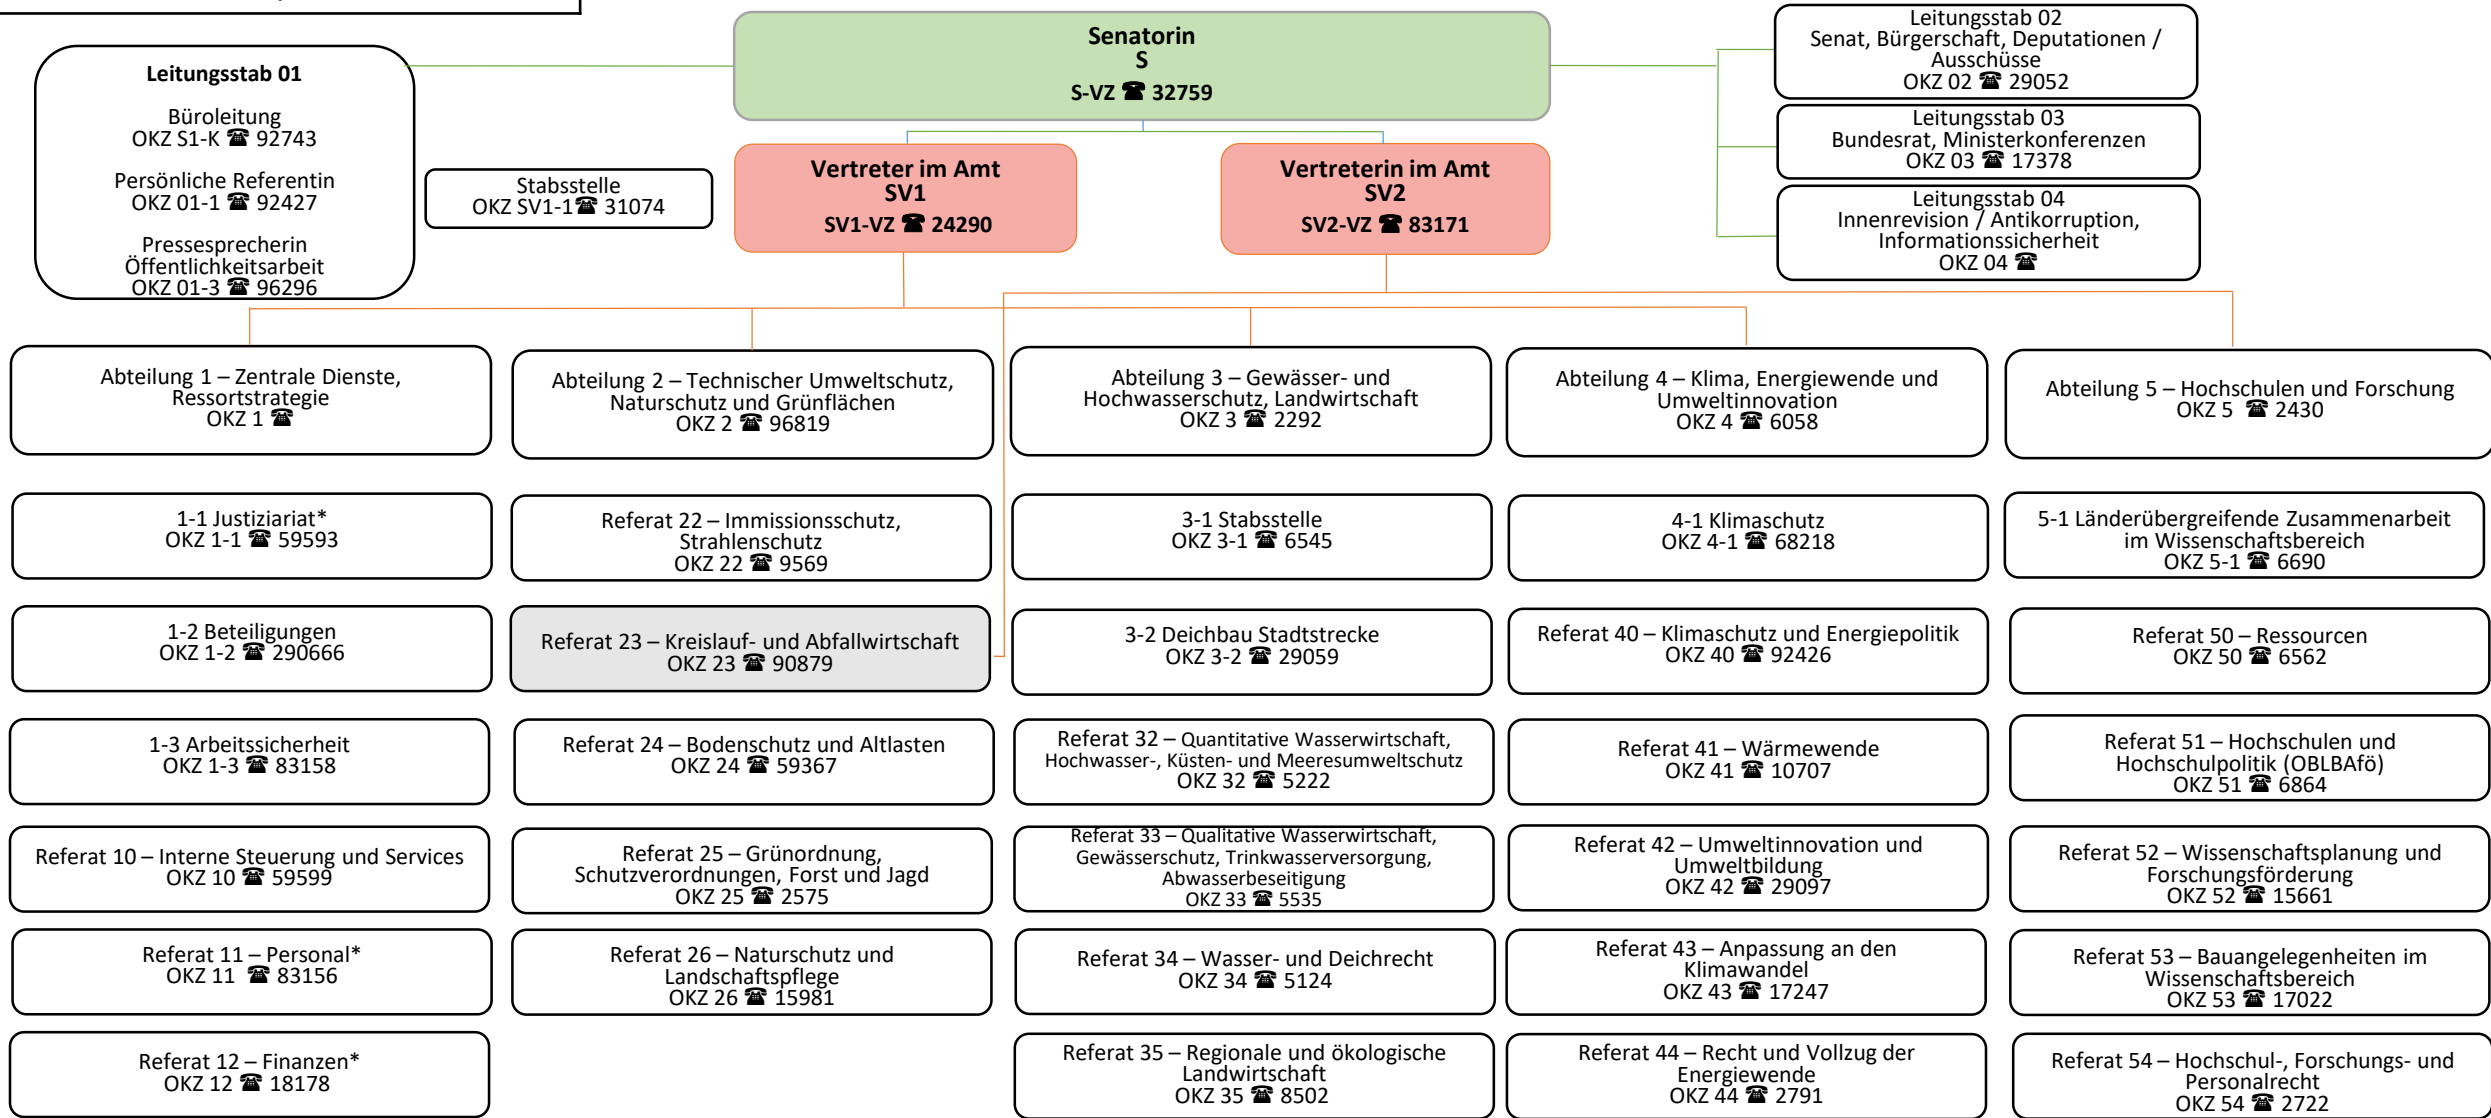 Senatorin
S
S-VZ ☎ 32759
Leitungsstab 01
Büroleitung
OKZ S1-K ☎ 92743
Persönliche Referentin
OKZ 01-1 ☎ 92427
Pressesprecherin
Öffentlichkeitsarbeit
OKZ 01-3 ☎ 96296
Stabsstelle
OKZ SV1-1☎ 31074
Vertreter im Amt
SV1
SV1-VZ ☎ 24290
Vertreterin im Amt
SV2
SV2-VZ ☎ 83171
Leitungsstab 02
Senat, Bürgerschaft, Deputationen /
Ausschüsse
OKZ 02 ☎ 29052
Leitungsstab 03
Bundesrat, Ministerkonferenzen
OKZ 03 ☎ 17378
Leitungsstab 04
Innenrevision / Antikorruption,
Informationssicherheit
OKZ 04 ☎
Abteilung 1 – Zentrale Dienste,
Ressortstrategie
OKZ 1 ☎
1-1 Justiziariat*
OKZ 1-1 ☎ 59593
1-2 Beteiligungen
OKZ 1-2 ☎ 290666
1-3 Arbeitssicherheit
OKZ 1-3 ☎ 83158
Referat 10 – Interne Steuerung und Services
OKZ 10 ☎ 59599
Referat 11 – Personal*
OKZ 11 ☎ 83156
Referat 12 – Finanzen*
OKZ 12 ☎ 18178
Abteilung 2 – Technischer Umweltschutz,
Naturschutz und Grünflächen
OKZ 2 ☎ 96819
Referat 22 – Immissionsschutz,
Strahlenschutz
OKZ 22 ☎ 9569
Referat 23 – Kreislauf- und Abfallwirtschaft
OKZ 23 ☎ 90879
Referat 24 – Bodenschutz und Altlasten
OKZ 24 ☎ 59367
Referat 25 – Grünordnung,
Schutzverordnungen, Forst und Jagd
OKZ 25 ☎ 2575
Referat 26 – Naturschutz und
Landschaftspflege
OKZ 26 ☎ 15981
Abteilung 3 – Gewässer- und
Hochwasserschutz, Landwirtschaft
OKZ 3 ☎ 2292
3-1 Stabsstelle
OKZ 3-1 ☎ 6545
3-2 Deichbau Stadtstrecke
OKZ 3-2 ☎ 29059
Referat 32 – Quantitative Wasserwirtschaft,
Hochwasser-, Küsten- und Meeresumweltschutz
OKZ 32 ☎ 5222
Referat 33 – Qualitative Wasserwirtschaft,
Gewässerschutz, Trinkwasserversorgung,
Abwasserbeseitigung
OKZ 33 ☎ 5535
Referat 34 – Wasser- und Deichrecht
OKZ 34 ☎ 5124
Referat 35 – Regionale und ökologische
Landwirtschaft
OKZ 35 ☎ 8502
Abteilung 4 – Klima, Energiewende und
Umweltinnovation
OKZ 4 ☎ 6058
4-1 Klimaschutz
OKZ 4-1 ☎ 68218
Referat 40 – Klimaschutz und Energiepolitik
OKZ 40 ☎ 92426
Referat 41 – Wärmewende
OKZ 41 ☎ 10707
Referat 42 – Umweltinnovation und
Umweltbildung
OKZ 42 ☎ 29097
Referat 43 – Anpassung an den
Klimawandel
OKZ 43 ☎ 17247
Referat 44 – Recht und Vollzug der
Energiewende
OKZ 44 ☎ 2791
Abteilung 5 – Hochschulen und Forschung
OKZ 5 ☎ 2430
5-1 Länderübergreifende Zusammenarbeit
im Wissenschaftsbereich
OKZ 5-1 ☎ 6690
Referat 50 – Ressourcen
OKZ 50 ☎ 6562
Referat 51 – Hochschulen und
Hochschulpolitik (OBLBAfö)
OKZ 51 ☎ 6864
Referat 52 – Wissenschaftsplanung und
Forschungsförderung
OKZ 52 ☎ 15661
Referat 53 – Bauangelegenheiten im
Wissenschaftsbereich
OKZ 53 ☎ 17022
Referat 54 – Hochschul-, Forschungs- und
Personalrecht
OKZ 54 ☎ 2722